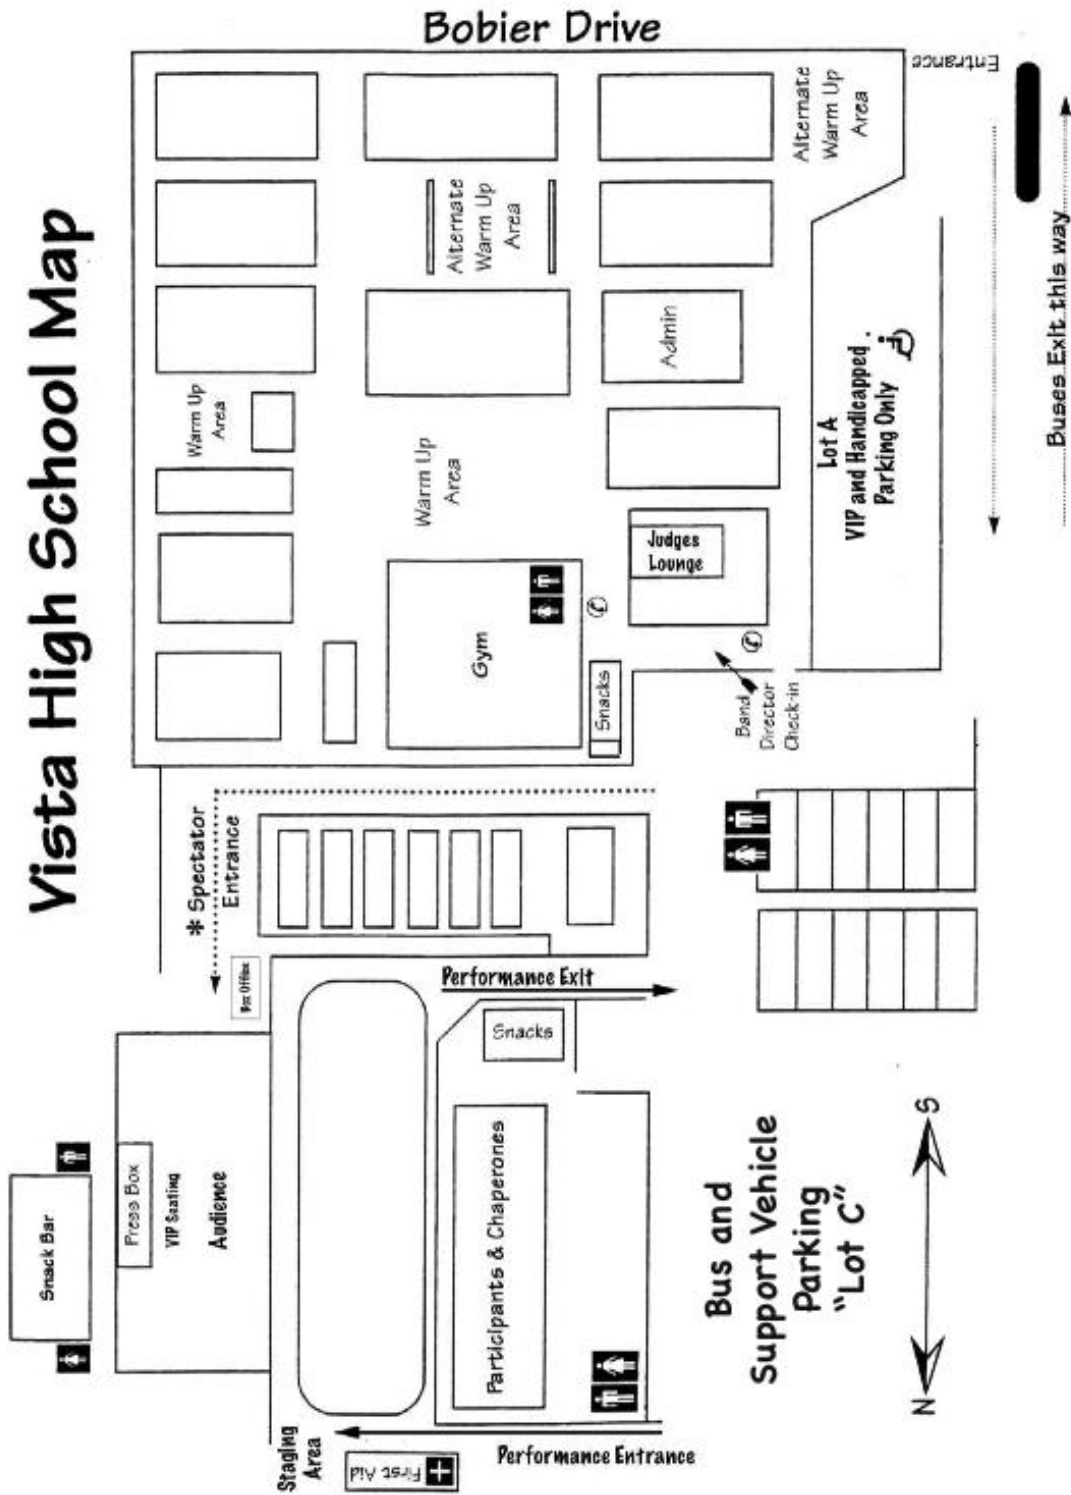 Vista High School Map
Bobier Drive
Entrance
Buses Exit this way
Alternate
Warm Up
Area
Alternate
Warm Up
Area
Admin
Warm Up
Area
Warm Up
Area
Lot A
VIP and Handicapped
Parking Only
Judges
Lounge
Gym
Snacks
Band
Director
Check-in
* Spectator
Entrance
Box Office
Performance Exit
Snacks
Participants & Chaperones
Press Box
VIP Seating
Audience
Snack Bar
Staging
Area
First Aid
Performance Entrance
Bus and
Support Vehicle
Parking
"Lot C"
N
S